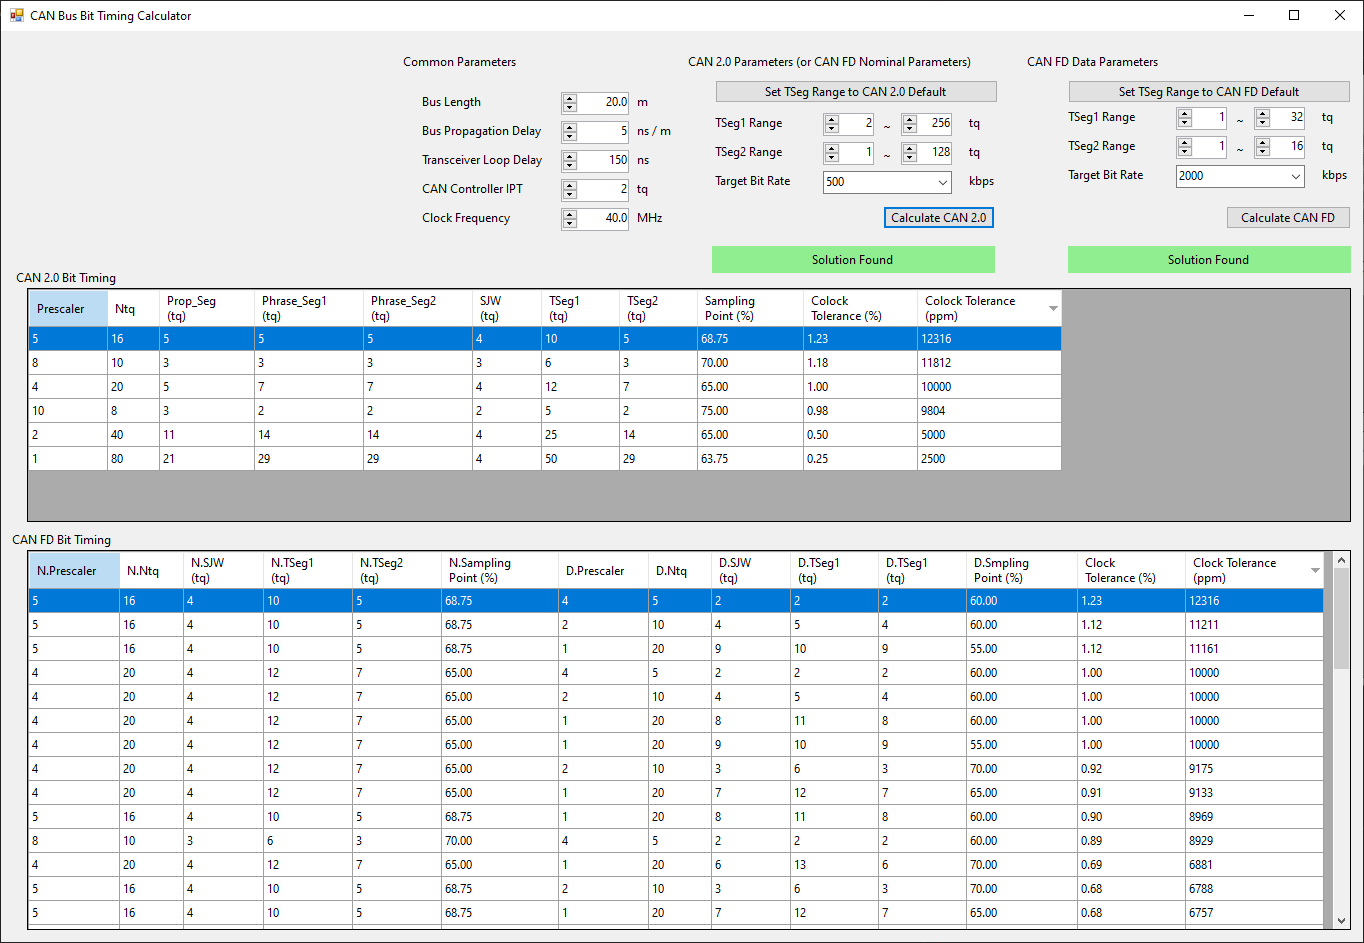 CAN Bus Bit Timing Calculator
Common Parameters
Bus Length 20.0 m
Bus Propagation Delay 5 ns / m
Transceiver Loop Delay 150 ns
CAN Controller IPT 2 tq
Clock Frequency 40.0 MHz
CAN 2.0 Parameters (or CAN FD Nominal Parameters)
Set TSeg Range to CAN 2.0 Default
TSeg1 Range 2 ~ 256 tq
TSeg2 Range 1 ~ 128 tq
Target Bit Rate 500 kbps
Calculate CAN 2.0
Solution Found
CAN FD Data Parameters
Set TSeg Range to CAN FD Default
TSeg1 Range 1 ~ 32 tq
TSeg2 Range 1 ~ 16 tq
Target Bit Rate 2000 kbps
Calculate CAN FD
Solution Found
CAN 2.0 Bit Timing
Prescaler Ntq Prop_Seg (tq) Phrase_Seg1 (tq) Phrase_Seg2 (tq) SJW (tq) TSeg1 (tq) TSeg2 (tq) Sampling Point (%) Colock Tolerance (%) Colock Tolerance (ppm)
5 16 5 5 5 4 10 5 68.75 1.23 12316
8 10 3 3 3 3 6 3 70.00 1.18 11812
4 20 5 7 7 4 12 7 65.00 1.00 10000
10 8 3 2 2 2 5 2 75.00 0.98 9804
2 40 11 14 14 4 25 14 65.00 0.50 5000
1 80 21 29 29 4 50 29 63.75 0.25 2500
CAN FD Bit Timing
N.Prescaler N.Ntq N.SJW (tq) N.TSeg1 (tq) N.TSeg2 (tq) N.Sampling Point (%) D.Prescaler D.Ntq D.SJW (tq) D.TSeg1 (tq) D.TSeg1 (tq) D.Smpling Point (%) Clock Tolerance (%) Clock Tolerance (ppm)
5 16 4 10 5 68.75 4 5 2 2 2 60.00 1.23 12316
5 16 4 10 5 68.75 2 10 4 5 4 60.00 1.12 11211
5 16 4 10 5 68.75 1 20 9 10 9 55.00 1.12 11161
4 20 4 12 7 65.00 4 5 2 2 2 60.00 1.00 10000
4 20 4 12 7 65.00 2 10 4 5 4 60.00 1.00 10000
4 20 4 12 7 65.00 1 20 8 11 8 60.00 1.00 10000
4 20 4 12 7 65.00 1 20 9 10 9 55.00 1.00 10000
4 20 4 12 7 65.00 2 10 3 6 3 70.00 0.92 9175
4 20 4 12 7 65.00 1 20 7 12 7 65.00 0.91 9133
5 16 4 10 5 68.75 1 20 8 11 8 60.00 0.90 8969
8 10 3 6 3 70.00 4 5 2 2 2 60.00 0.89 8929
4 20 4 12 7 65.00 1 20 6 13 6 70.00 0.69 6881
5 16 4 10 5 68.75 2 10 3 6 3 70.00 0.68 6788
5 16 4 10 5 68.75 1 20 7 12 7 65.00 0.68 6757